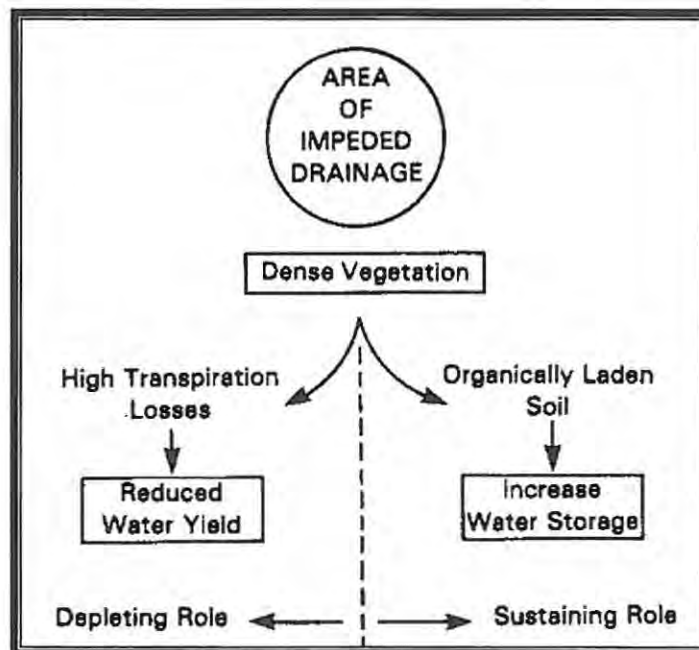 AREA
OF
IMPEDED
DRAINAGE
Dense Vegetation
High Transpiration
Losses
Organically Laden
Soil
Reduced
Water Yield
Increase
Water Storage
Depleting Role
Sustaining Role